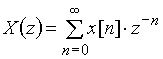 X(z) = ∑_{n=0}^{∞} x[n] · z^{-n}